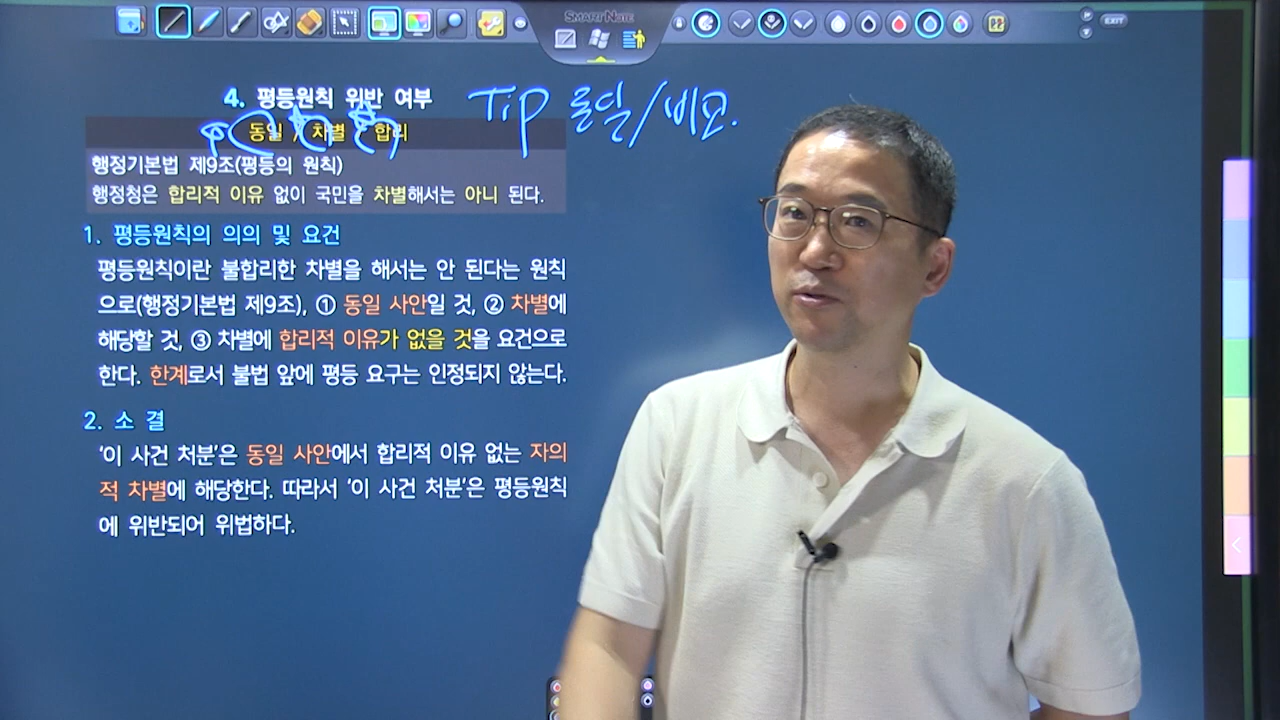 SMART NOTE
EXIT
4. 평등원칙 위반 여부
Tip 동일/비교.
동일 / 차별 / 합리
행정기본법 제9조(평등의 원칙)
행정청은 합리적 이유 없이 국민을 차별해서는 아니 된다.
1. 평등원칙의 의의 및 요건
평등원칙이란 불합리한 차별을 해서는 안 된다는 원칙
으로(행정기본법 제9조), ① 동일 사안일 것, ② 차별에
해당할 것, ③ 차별에 합리적 이유가 없을 것을 요건으로
한다. 한계로서 불법 앞에 평등 요구는 인정되지 않는다.
2. 소 결
‘이 사건 처분’은 동일 사안에서 합리적 이유 없는 자의
적 차별에 해당한다. 따라서 ‘이 사건 처분’은 평등원칙
에 위반되어 위법하다.